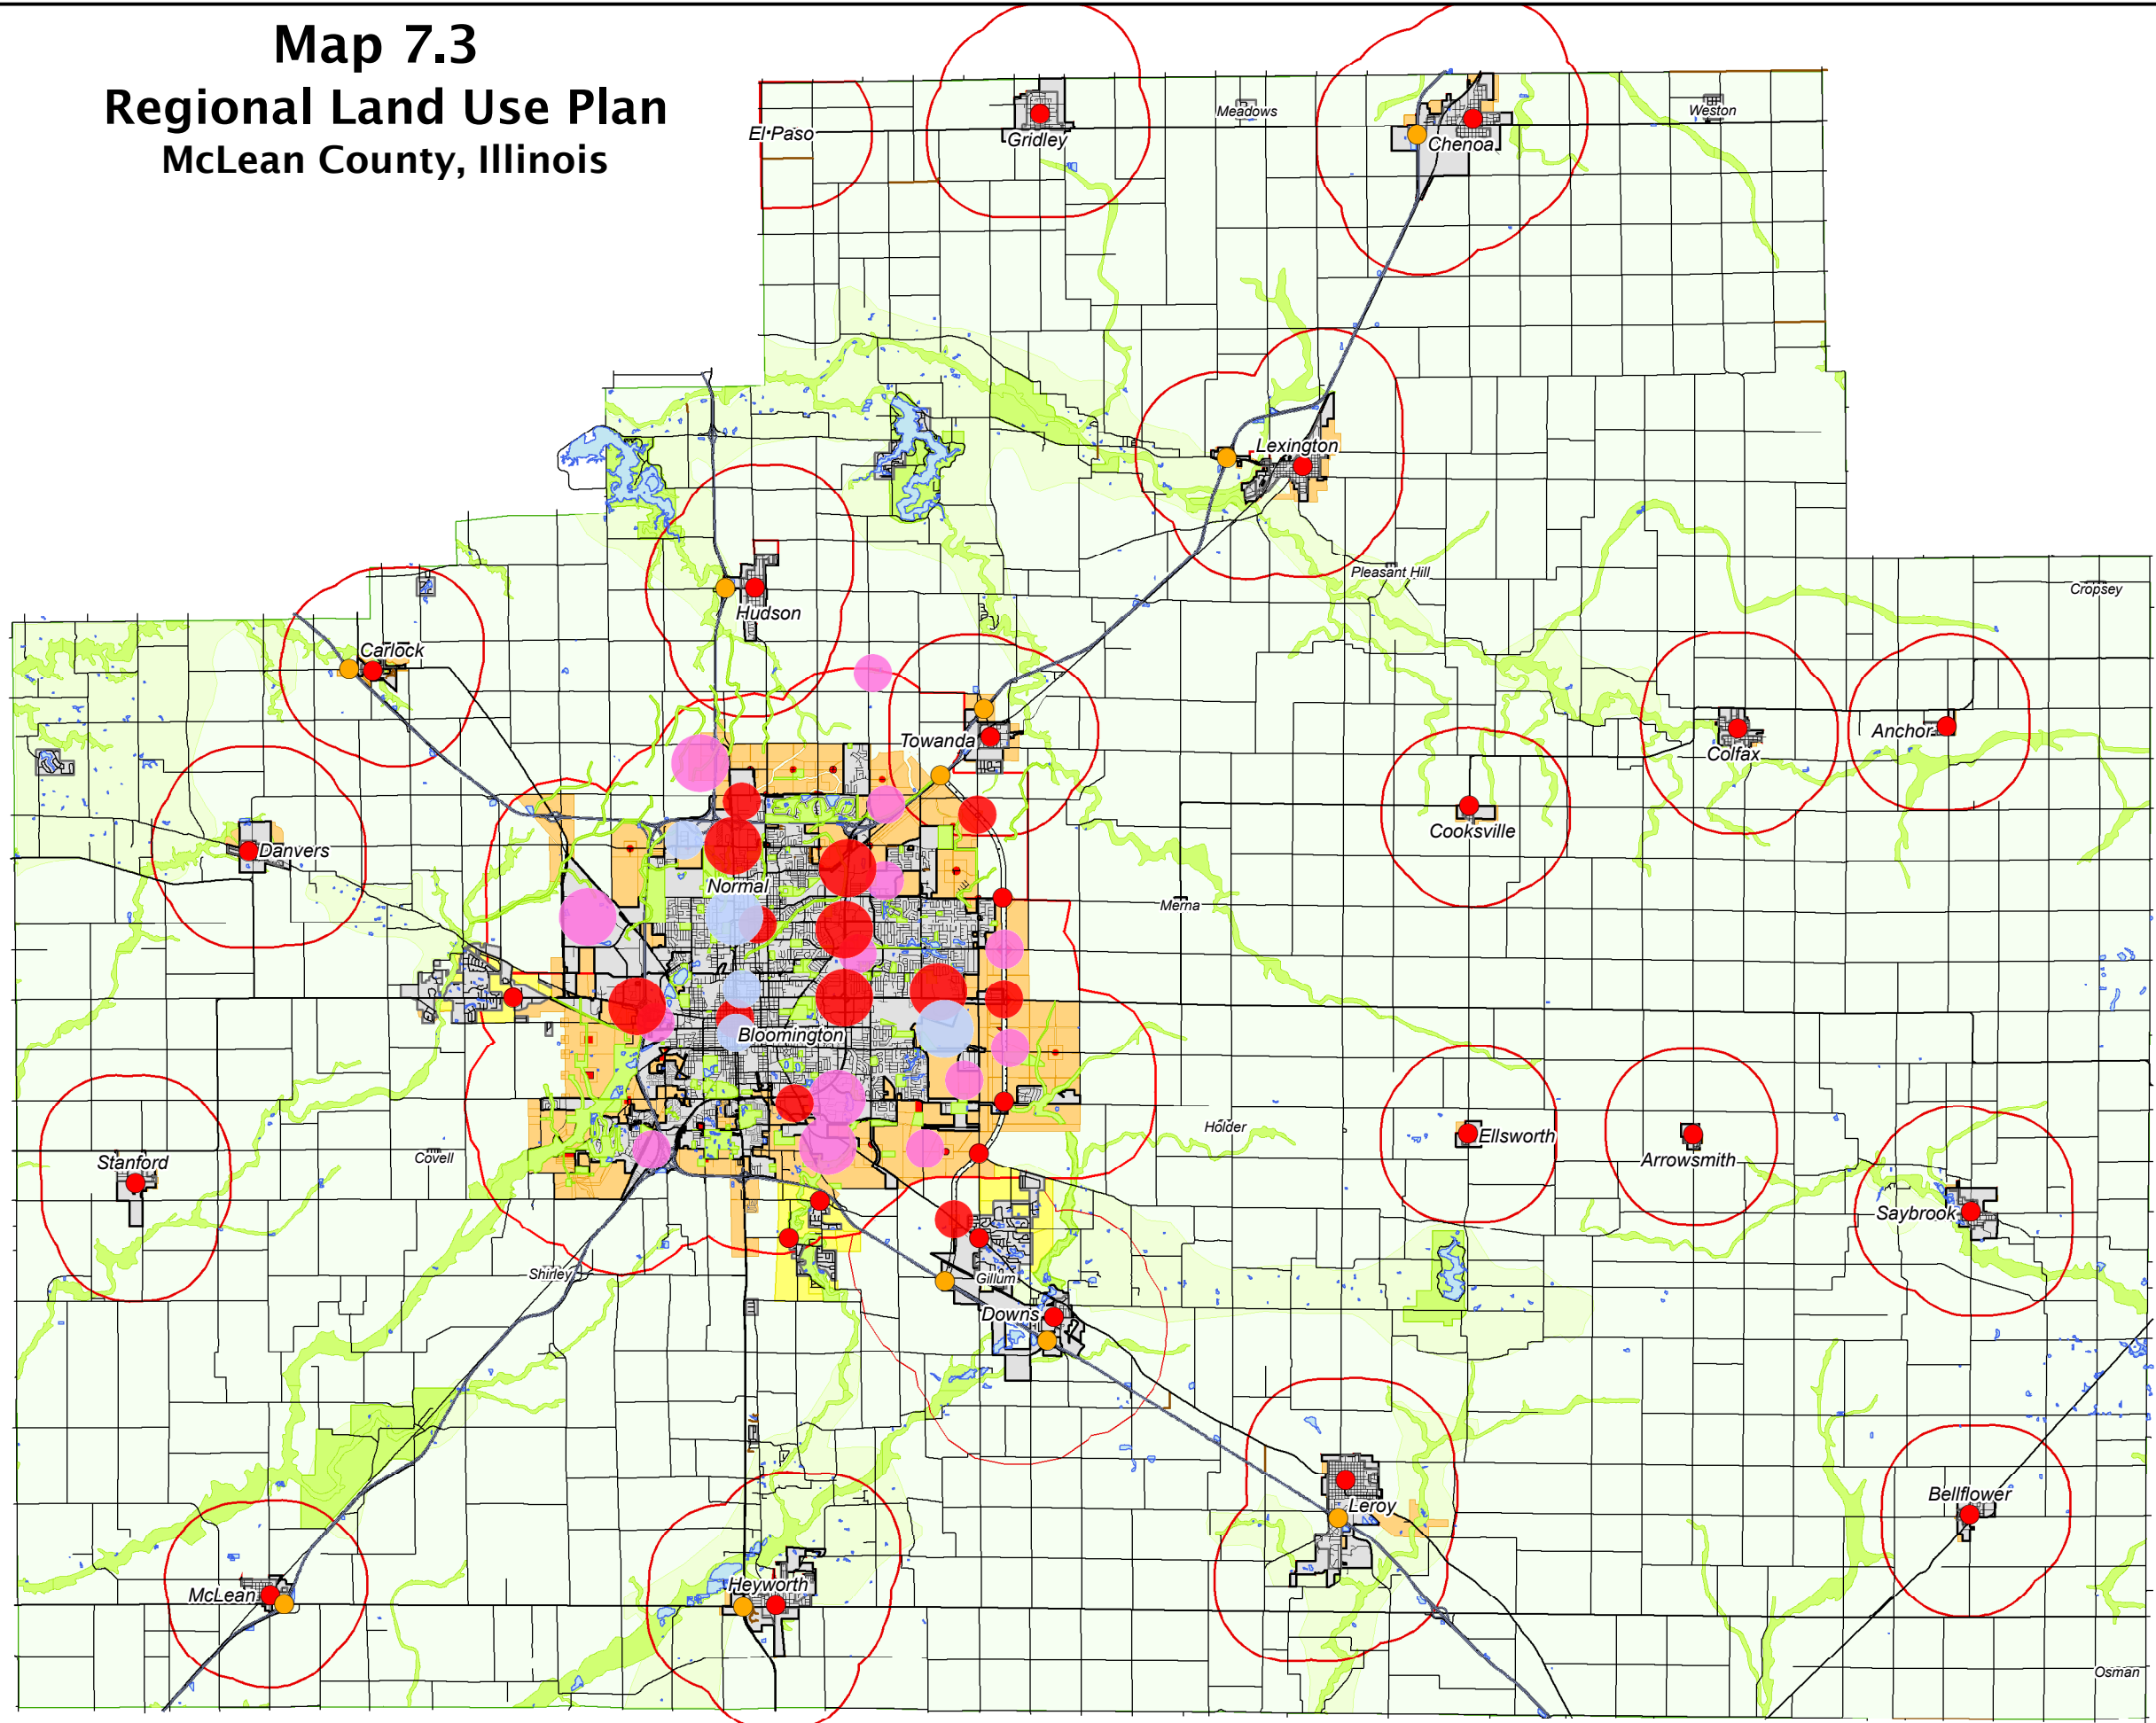 Map 7.3
Regional Land Use Plan
McLean County, Illinois
El Paso
Gridley
Meadows
Chenoa
Weston
Lexington
Pleasant Hill
Cropsey
Hudson
Carlock
Towanda
Colfax
Anchor
Cooksville
Danvers
Normal
Merna
Bloomington
Holder
Ellsworth
Arrowsmith
Stanford
Covell
Saybrook
Shirley
Gillum
Downs
Leroy
Bellflower
McLean
Heyworth
Osman